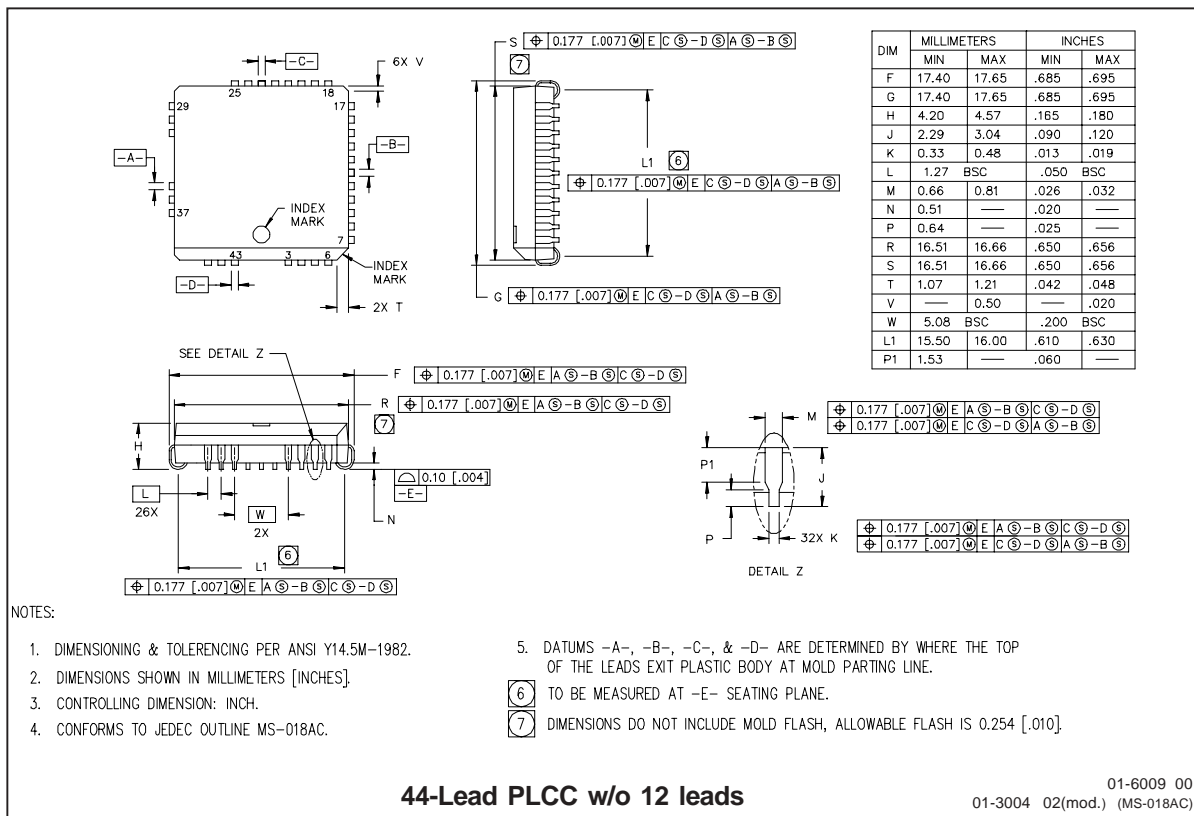 -C-
6X V
25
18
29
17
-B-
-A-
37
INDEX
MARK
7
43
3
6
-D-
INDEX
MARK
2X T
S ⌖ 0.177 [.007]Ⓜ E C Ⓢ-D Ⓢ A Ⓢ-B Ⓢ
7
L1 6
⌖ 0.177 [.007]Ⓜ E C Ⓢ-D Ⓢ A Ⓢ-B Ⓢ
G ⌖ 0.177 [.007]Ⓜ E C Ⓢ-D Ⓢ A Ⓢ-B Ⓢ
DIM MILLIMETERS INCHES
MIN MAX MIN MAX
F 17.40 17.65 .685 .695
G 17.40 17.65 .685 .695
H 4.20 4.57 .165 .180
J 2.29 3.04 .090 .120
K 0.33 0.48 .013 .019
L 1.27 BSC .050 BSC
M 0.66 0.81 .026 .032
N 0.51 — .020 —
P 0.64 — .025 —
R 16.51 16.66 .650 .656
S 16.51 16.66 .650 .656
T 1.07 1.21 .042 .048
V — 0.50 — .020
W 5.08 BSC .200 BSC
L1 15.50 16.00 .610 .630
P1 1.53 — .060 —
SEE DETAIL Z
F ⌖ 0.177 [.007]Ⓜ E A Ⓢ-B Ⓢ C Ⓢ-D Ⓢ
R ⌖ 0.177 [.007]Ⓜ E A Ⓢ-B Ⓢ C Ⓢ-D Ⓢ
7
H
⌓ 0.10 [.004]
-E-
L
26X
W
2X
N
6
L1
⌖ 0.177 [.007]Ⓜ E A Ⓢ-B Ⓢ C Ⓢ-D Ⓢ
M
⌖ 0.177 [.007]Ⓜ E A Ⓢ-B Ⓢ C Ⓢ-D Ⓢ
⌖ 0.177 [.007]Ⓜ E C Ⓢ-D Ⓢ A Ⓢ-B Ⓢ
P1
J
P
32X K
⌖ 0.177 [.007]Ⓜ E A Ⓢ-B Ⓢ C Ⓢ-D Ⓢ
⌖ 0.177 [.007]Ⓜ E C Ⓢ-D Ⓢ A Ⓢ-B Ⓢ
DETAIL Z
NOTES:
1. DIMENSIONING & TOLERENCING PER ANSI Y14.5M-1982.
2. DIMENSIONS SHOWN IN MILLIMETERS [INCHES].
3. CONTROLLING DIMENSION: INCH.
4. CONFORMS TO JEDEC OUTLINE MS-018AC.
5. DATUMS -A-, -B-, -C-, & -D- ARE DETERMINED BY WHERE THE TOP
OF THE LEADS EXIT PLASTIC BODY AT MOLD PARTING LINE.
6 TO BE MEASURED AT -E- SEATING PLANE.
7 DIMENSIONS DO NOT INCLUDE MOLD FLASH, ALLOWABLE FLASH IS 0.254 [.010].
44-Lead PLCC w/o 12 leads
01-6009 00
01-3004 02(mod.) (MS-018AC)